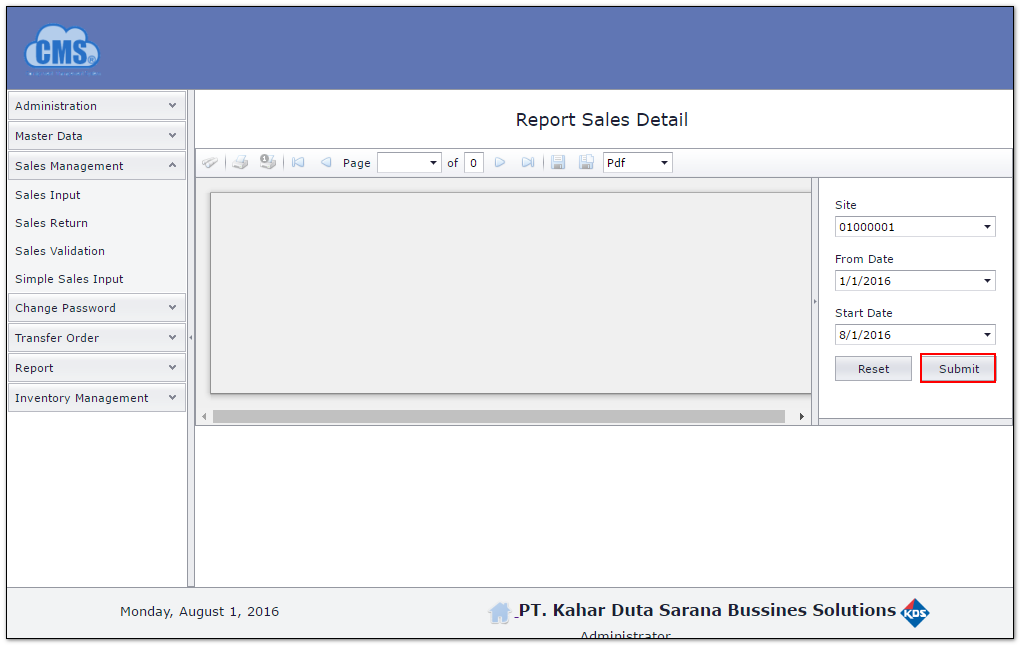 CMS®
Administration
Master Data
Sales Management
Sales Input
Sales Return
Sales Validation
Simple Sales Input
Change Password
Transfer Order
Report
Inventory Management
Report Sales Detail
Page of 0 Pdf
Site
01000001
From Date
1/1/2016
Start Date
8/1/2016
Reset Submit
Monday, August 1, 2016
PT. Kahar Duta Sarana Bussines Solutions KDS
Administrator